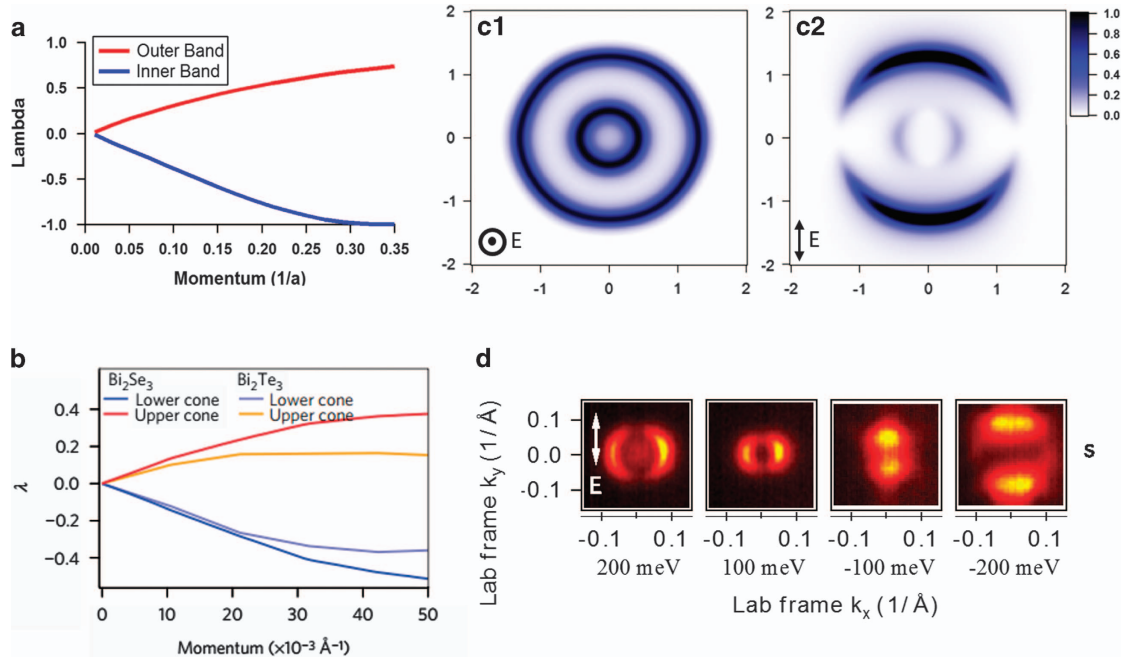 a
1.0
0.5
0.0
-0.5
-1.0
Lambda
Outer Band
Inner Band
0.00 0.05 0.10 0.15 0.20 0.25 0.30 0.35
Momentum (1/a)
c1
2
1
0
-1
-2
E
-2 -1 0 1 2
c2
2
1
0
-1
-2
E
-2 -1 0 1 2
1.0
0.8
0.6
0.4
0.2
0.0
b
Bi2Se3 Bi2Te3
Lower cone Lower cone
Upper cone Upper cone
0.4
0.2
0.0
−0.2
−0.4
λ
0 10 20 30 40 50
Momentum (×10−3 Å−1)
d
Lab frame ky (1/Å)
0.1
0.0
-0.1
E
s
-0.1 0.1 -0.1 0.1 -0.1 0.1 -0.1 0.1
200 meV 100 meV -100 meV -200 meV
Lab frame kx (1/Å)